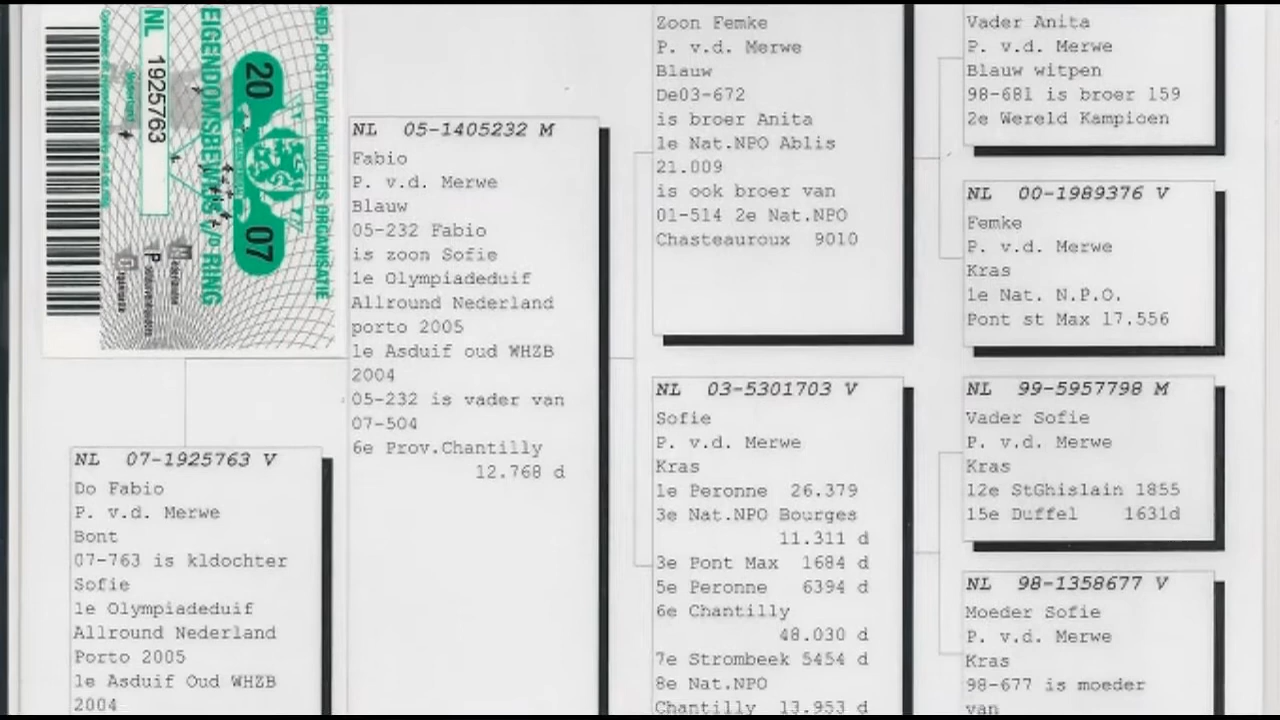 NED. POSTDUIVENHOUDERS ORGANISATIE
20 07
EIGENDOMSBEWIJS v/d RING
NL 1925763
Nederland
NL 05-1405232 M
Fabio
P. v.d. Merwe
Blauw
05-232 Fabio
is zoon Sofie
1e Olympiadeduif
Allround Nederland
porto 2005
1e Asduif oud WHZB
2004
05-232 is vader van
07-504
6e Prov.Chantilly
12.768 d
NL 07-1925763 V
Do Fabio
P. v.d. Merwe
Bont
07-763 is kldochter
Sofie
1e Olympiadeduif
Allround Nederland
Porto 2005
1e Asduif Oud WHZB
2004
Zoon Femke
P. v.d. Merwe
Blauw
De03-672
is broer Anita
1e Nat.NPO Ablis
21.009
is ook broer van
01-514 2e Nat.NPO
Chasteauroux 9010
NL 03-5301703 V
Sofie
P. v.d. Merwe
Kras
1e Peronne 26.379
3e Nat.NPO Bourges
11.311 d
3e Pont Max 1684 d
5e Peronne 6394 d
6e Chantilly
48.030 d
7e Strombeek 5454 d
8e Nat.NPO
Chantilly 13.953 d
Vader Anita
P. v.d. Merwe
Blauw witpen
98-681 is broer 159
2e Wereld Kampioen
NL 00-1989376 V
Femke
P. v.d. Merwe
Kras
1e Nat. N.P.O.
Pont st Max 17.556
NL 99-5957798 M
Vader Sofie
P. v.d. Merwe
Kras
12e StGhislain 1855
15e Duffel 1631d
NL 98-1358677 V
Moeder Sofie
P. v.d. Merwe
Kras
98-677 is moeder
van